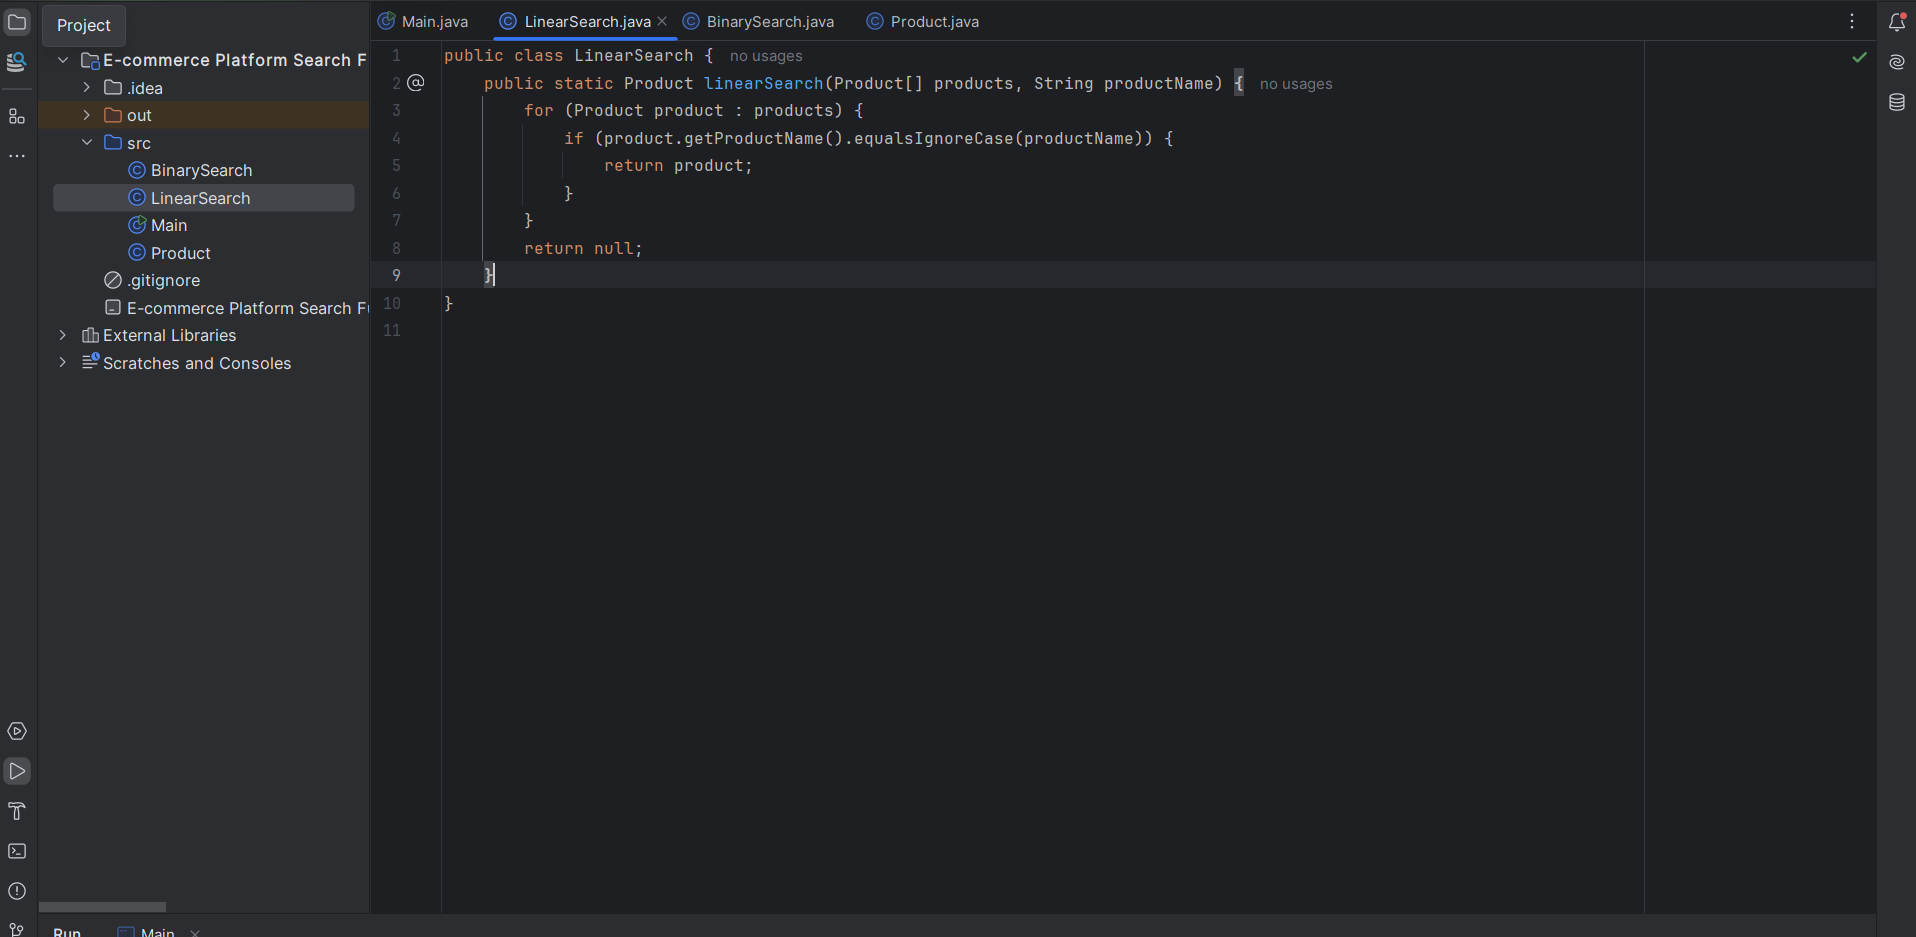 Project
E-commerce Platform Search F
.idea
out
src
BinarySearch
LinearSearch
Main
Product
.gitignore
E-commerce Platform Search Fu
External Libraries
Scratches and Consoles
Main.java
LinearSearch.java
BinarySearch.java
Product.java
1 public class LinearSearch { no usages
2 @ public static Product linearSearch(Product[] products, String productName) { no usages
3 for (Product product : products) {
4 if (product.getProductName().equalsIgnoreCase(productName)) {
5 return product;
6 }
7 }
8 return null;
9 }
10 }
11
Run Main